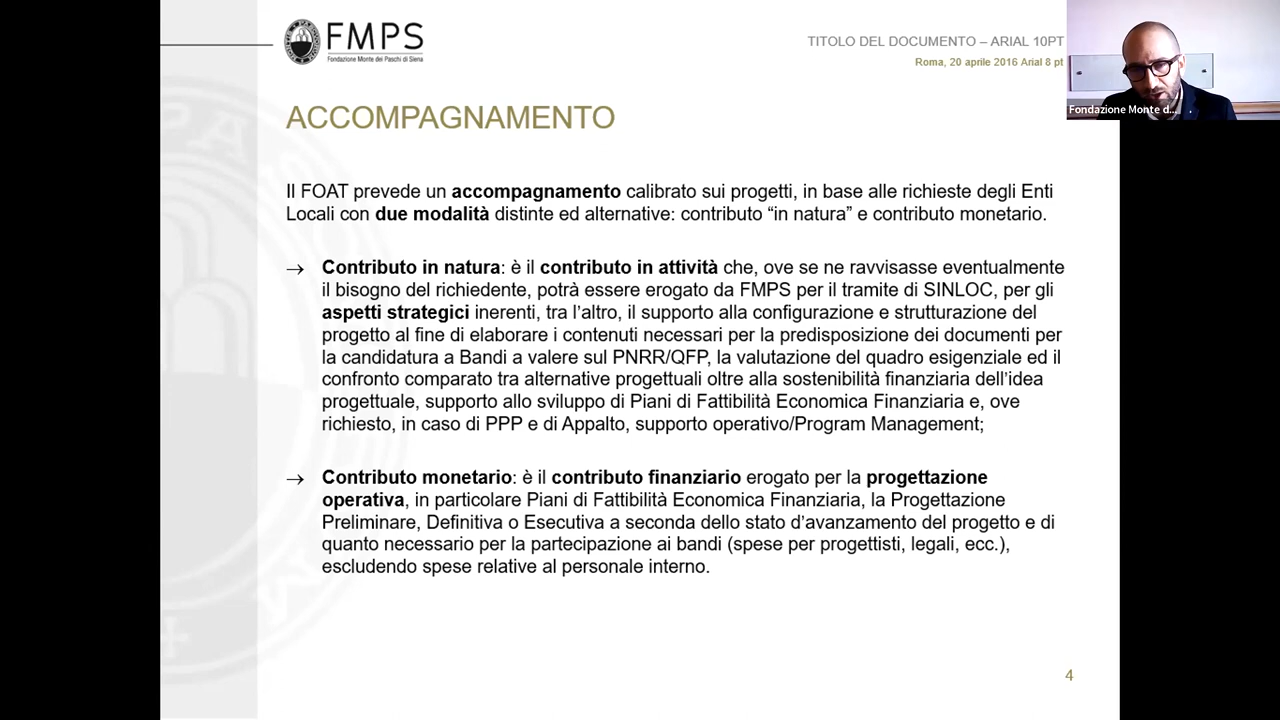 FMPS
Fondazione Monte dei Paschi di Siena
TITOLO DEL DOCUMENTO – ARIAL 10PT
Roma, 20 aprile 2016 Arial 8 pt
Fondazione Monte d...
ACCOMPAGNAMENTO
Il FOAT prevede un accompagnamento calibrato sui progetti, in base alle richieste degli Enti
Locali con due modalità distinte ed alternative: contributo “in natura” e contributo monetario.
→ Contributo in natura: è il contributo in attività che, ove se ne ravvisasse eventualmente
il bisogno del richiedente, potrà essere erogato da FMPS per il tramite di SINLOC, per gli
aspetti strategici inerenti, tra l’altro, il supporto alla configurazione e strutturazione del
progetto al fine di elaborare i contenuti necessari per la predisposizione dei documenti per
la candidatura a Bandi a valere sul PNRR/QFP, la valutazione del quadro esigenziale ed il
confronto comparato tra alternative progettuali oltre alla sostenibilità finanziaria dell’idea
progettuale, supporto allo sviluppo di Piani di Fattibilità Economica Finanziaria e, ove
richiesto, in caso di PPP e di Appalto, supporto operativo/Program Management;
→ Contributo monetario: è il contributo finanziario erogato per la progettazione
operativa, in particolare Piani di Fattibilità Economica Finanziaria, la Progettazione
Preliminare, Definitiva o Esecutiva a seconda dello stato d’avanzamento del progetto e di
quanto necessario per la partecipazione ai bandi (spese per progettisti, legali, ecc.),
escludendo spese relative al personale interno.
4